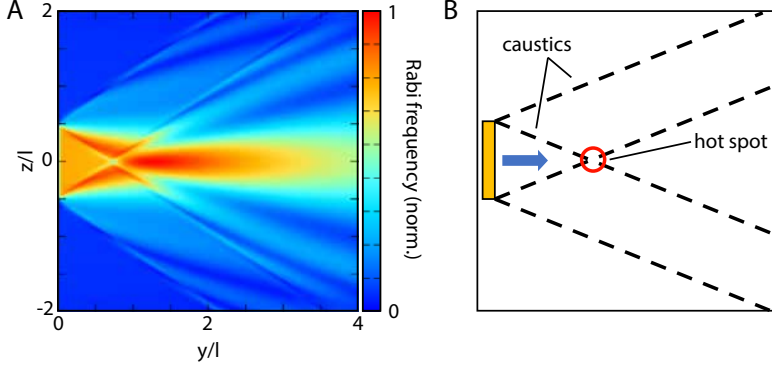 A
B
2
0
-2
z/l
0
2
4
y/l
1
0
Rabi frequency (norm.)
caustics
hot spot